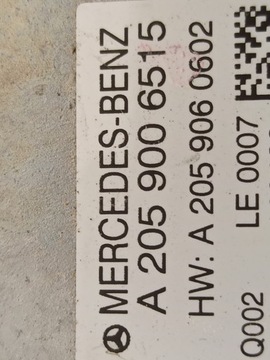 MERCEDES-BENZ
A 205 900 6515
HW: A 205 906 0602
LE 0007
Q002